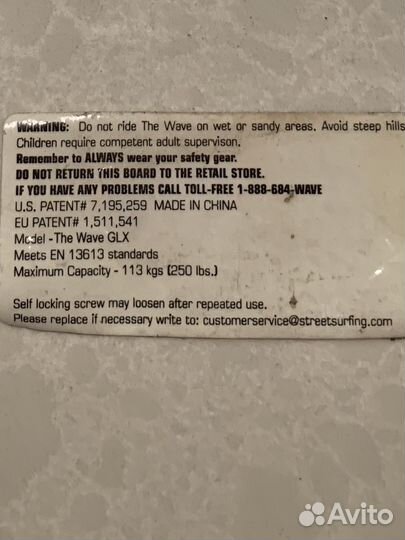 WARNING: Do not ride The Wave on wet or sandy areas. Avoid steep hills
Children require competent adult supervison.
Remember to ALWAYS wear your safety gear.
DO NOT RETURN THIS BOARD TO THE RETAIL STORE.
IF YOU HAVE ANY PROBLEMS CALL TOLL-FREE 1-888-684-WAVE
U.S. PATENT# 7,195,259 MADE IN CHINA
EU PATENT# 1,511,541
Model -The Wave GLX
Meets EN 13613 standards
Maximum Capacity - 113 kgs (250 lbs.)
Self locking screw may loosen after repeated use.
Please replace if necessary write to: customerservice@streetsurfing.com
Avito